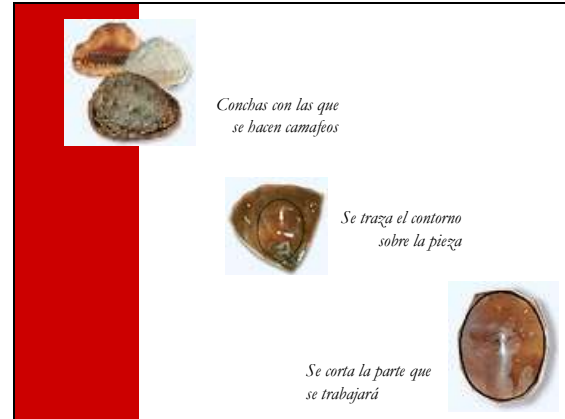 Conchas con las que
se hacen camafeos
Se traza el contorno
sobre la pieza
Se corta la parte que
se trabajará